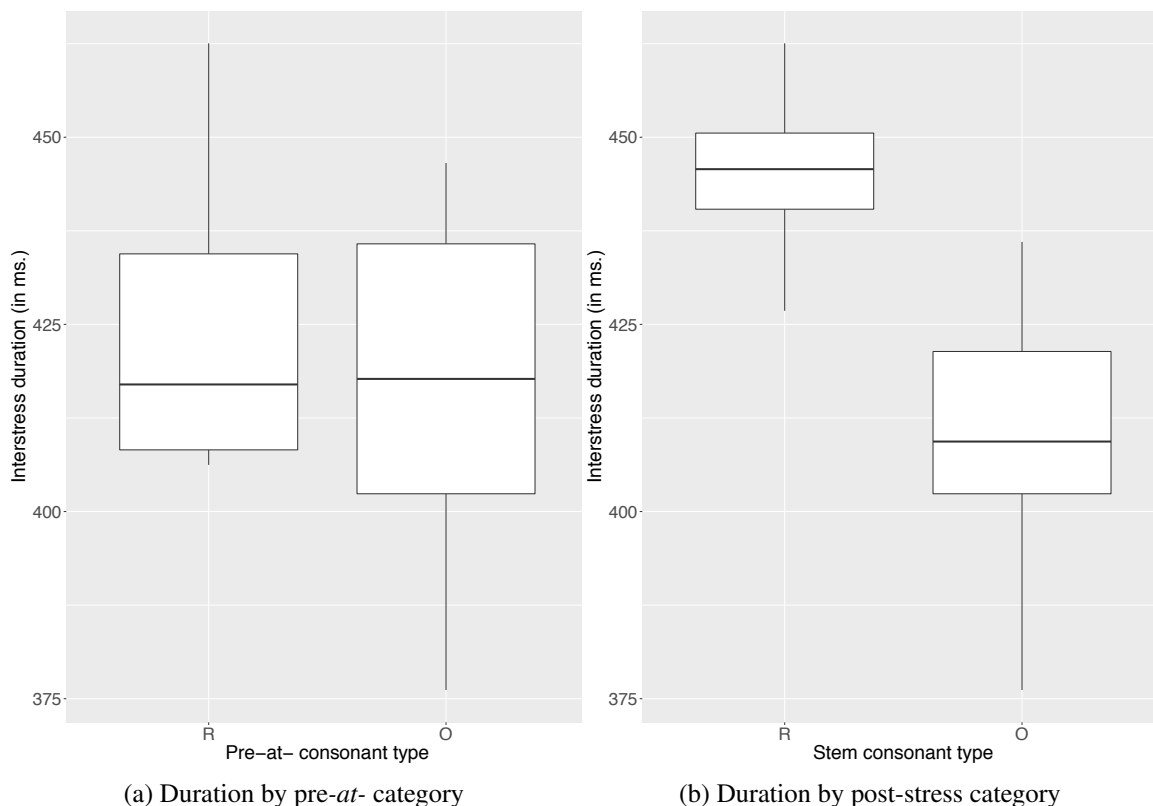 Interstress duration (in ms.)
450
425
400
375
R
O
Pre−at− consonant type
(a) Duration by pre-at- category
Interstress duration (in ms.)
450
425
400
375
R
O
Stem consonant type
(b) Duration by post-stress category